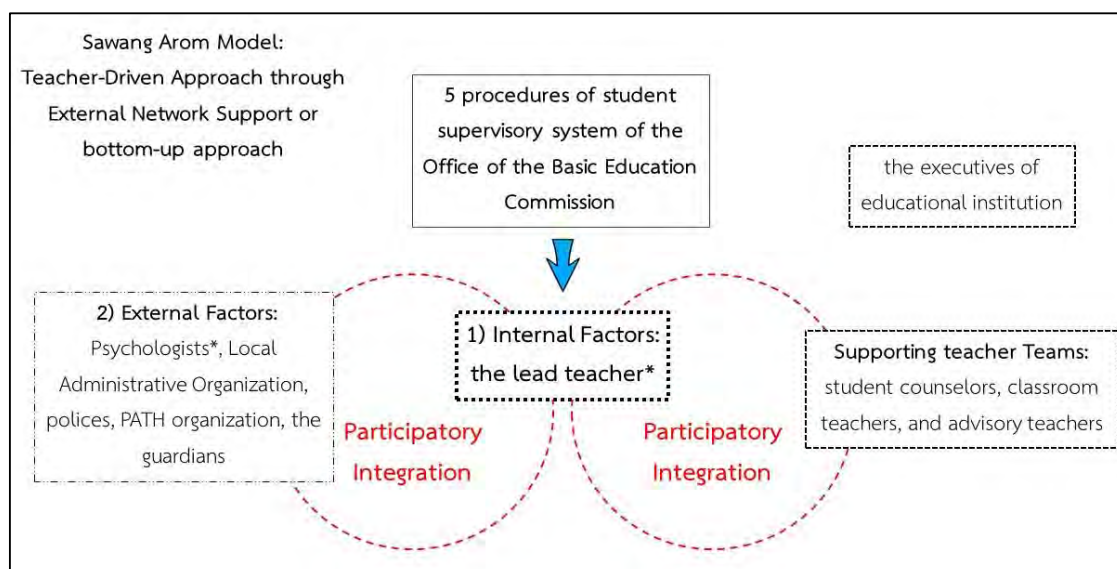 Sawang Arom Model:
Teacher-Driven Approach through
External Network Support or
bottom-up approach
5 procedures of student
supervisory system of the
Office of the Basic Education
Commission
the executives of
educational institution
2) External Factors:
Psychologists*, Local
Administrative Organization,
polices, PATH organization, the
guardians
1) Internal Factors:
the lead teacher*
Supporting teacher Teams:
student counselors, classroom
teachers, and advisory teachers
Participatory
Integration
Participatory
Integration